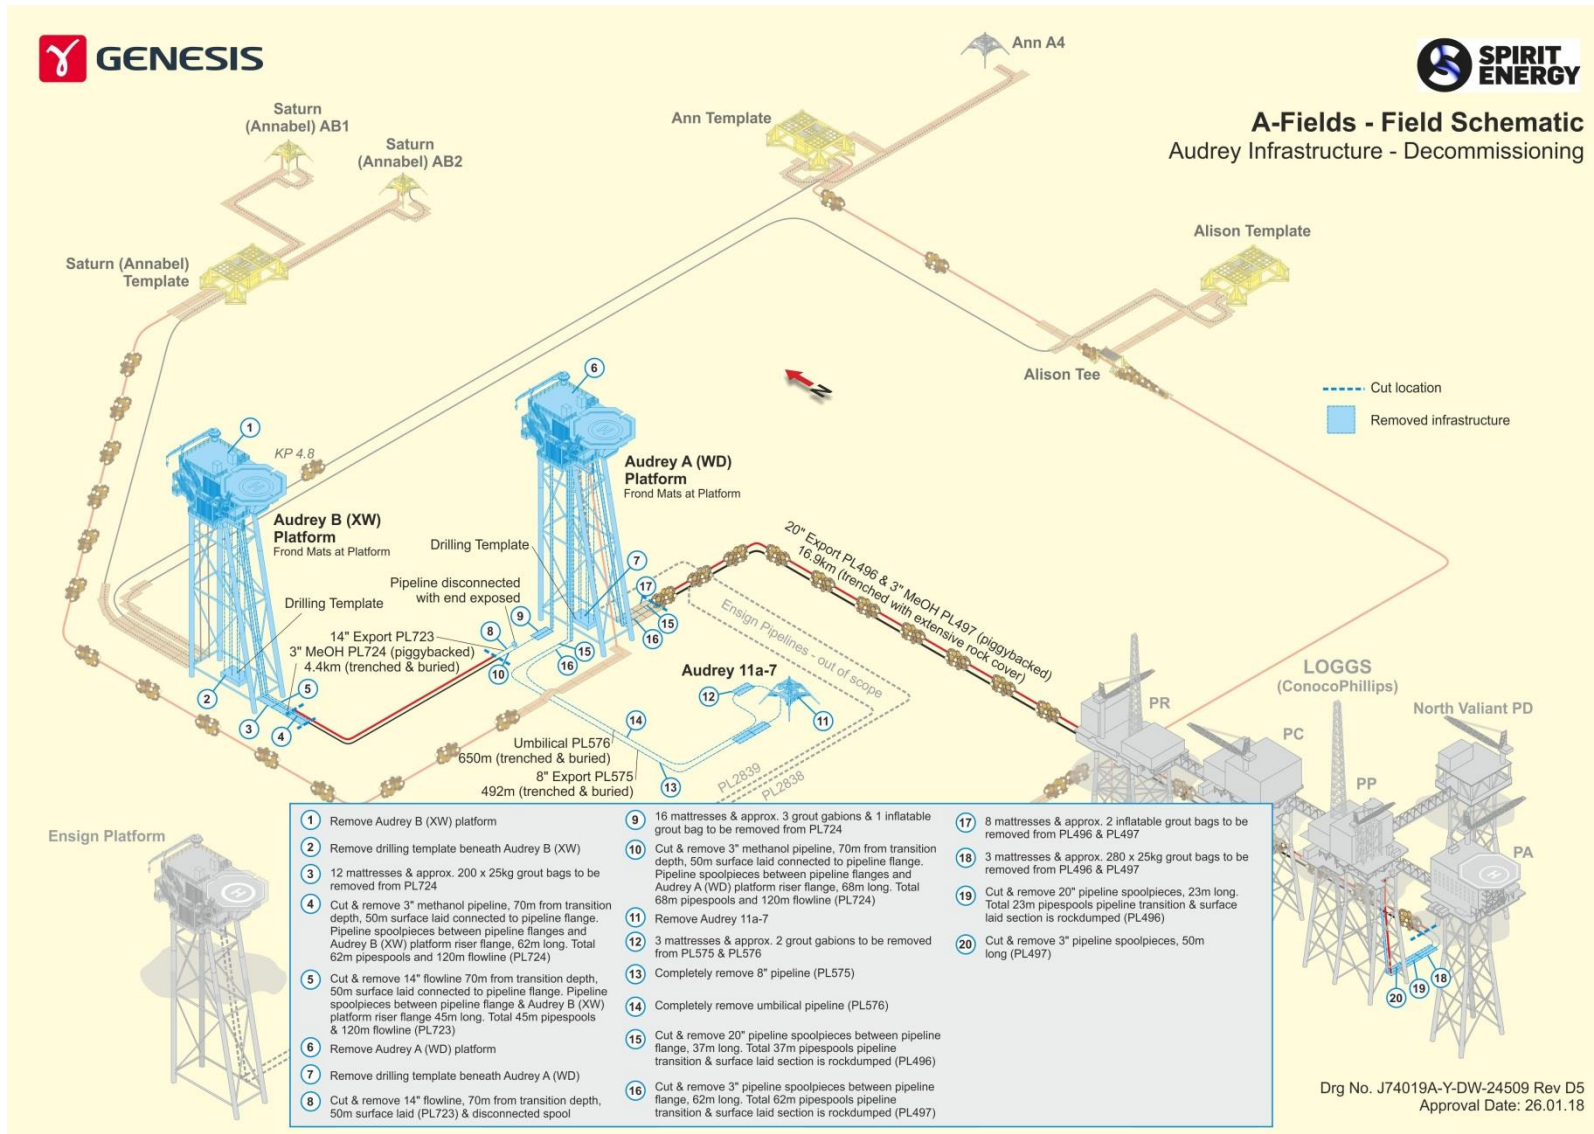 GENESIS
SPIRIT
ENERGY
A-Fields - Field Schematic
Audrey Infrastructure - Decommissioning
Ann A4
Ann Template
Saturn
(Annabel) AB1
Saturn
(Annabel) AB2
Saturn (Annabel)
Template
Alison Template
Alison Tee
Cut location
Removed infrastructure
N
KP 4.8
1
6
Audrey A (WD)
Platform
Frond Mats at Platform
Audrey B (XW)
Platform
Frond Mats at Platform
Drilling Template
Drilling Template
Pipeline disconnected
with end exposed
14" Export PL723
3" MeOH PL724 (piggybacked)
4.4km (trenched & buried)
20" Export PL496 & 3" MeOH PL497 (piggybacked)
16.9km (trenched with extensive rock cover)
Ensign Pipelines - out of scope
7
17
15
16
9
8
15
16
10
5
2
3
4
Audrey 11a-7
12
11
14
13
Umbilical PL576
650m (trenched & buried)
8" Export PL575
492m (trenched & buried)
PL2839
PL2838
LOGGS
(ConocoPhillips)
PR
PC
PP
North Valiant PD
PA
H
H
H
H
20
19
18
Ensign Platform
1 Remove Audrey B (XW) platform
2 Remove drilling template beneath Audrey B (XW)
3 12 mattresses & approx. 200 x 25kg grout bags to be
removed from PL724
4 Cut & remove 3" methanol pipeline, 70m from transition
depth, 50m surface laid connected to pipeline flange.
Pipeline spoolpieces between pipeline flanges and
Audrey B (XW) platform riser flange, 62m long. Total
62m pipespools and 120m flowline (PL724)
5 Cut & remove 14" flowline 70m from transition depth,
50m surface laid connected to pipeline flange. Pipeline
spoolpieces between pipeline flange & Audrey B (XW)
platform riser flange 45m long. Total 45m pipespools
& 120m flowline (PL723)
6 Remove Audrey A (WD) platform
7 Remove drilling template beneath Audrey A (WD)
8 Cut & remove 14" flowline, 70m from transition depth,
50m surface laid (PL723) & disconnected spool
9 16 mattresses & approx. 3 grout gabions & 1 inflatable
grout bag to be removed from PL724
10 Cut & remove 3" methanol pipeline, 70m from transition
depth, 50m surface laid connected to pipeline flange.
Pipeline spoolpieces between pipeline flanges and
Audrey A (WD) platform riser flange, 68m long. Total
68m pipespools and 120m flowline (PL724)
11 Remove Audrey 11a-7
12 3 mattresses & approx. 2 grout gabions to be removed
from PL575 & PL576
13 Completely remove 8" pipeline (PL575)
14 Completely remove umbilical pipeline (PL576)
15 Cut & remove 20" pipeline spoolpieces between pipeline
flange, 37m long. Total 37m pipespools pipeline
transition & surface laid section is rockdumped (PL496)
16 Cut & remove 3" pipeline spoolpieces between pipeline
flange, 62m long. Total 62m pipespools pipeline
transition & surface laid section is rockdumped (PL497)
17 8 mattresses & approx. 2 inflatable grout bags to be
removed from PL496 & PL497
18 3 mattresses & approx. 280 x 25kg grout bags to be
removed from PL496 & PL497
19 Cut & remove 20" pipeline spoolpieces, 23m long.
Total 23m pipespools pipeline transition & surface
laid section is rockdumped (PL496)
20 Cut & remove 3" pipeline spoolpieces, 50m
long (PL497)
Drg No. J74019A-Y-DW-24509 Rev D5
Approval Date: 26.01.18